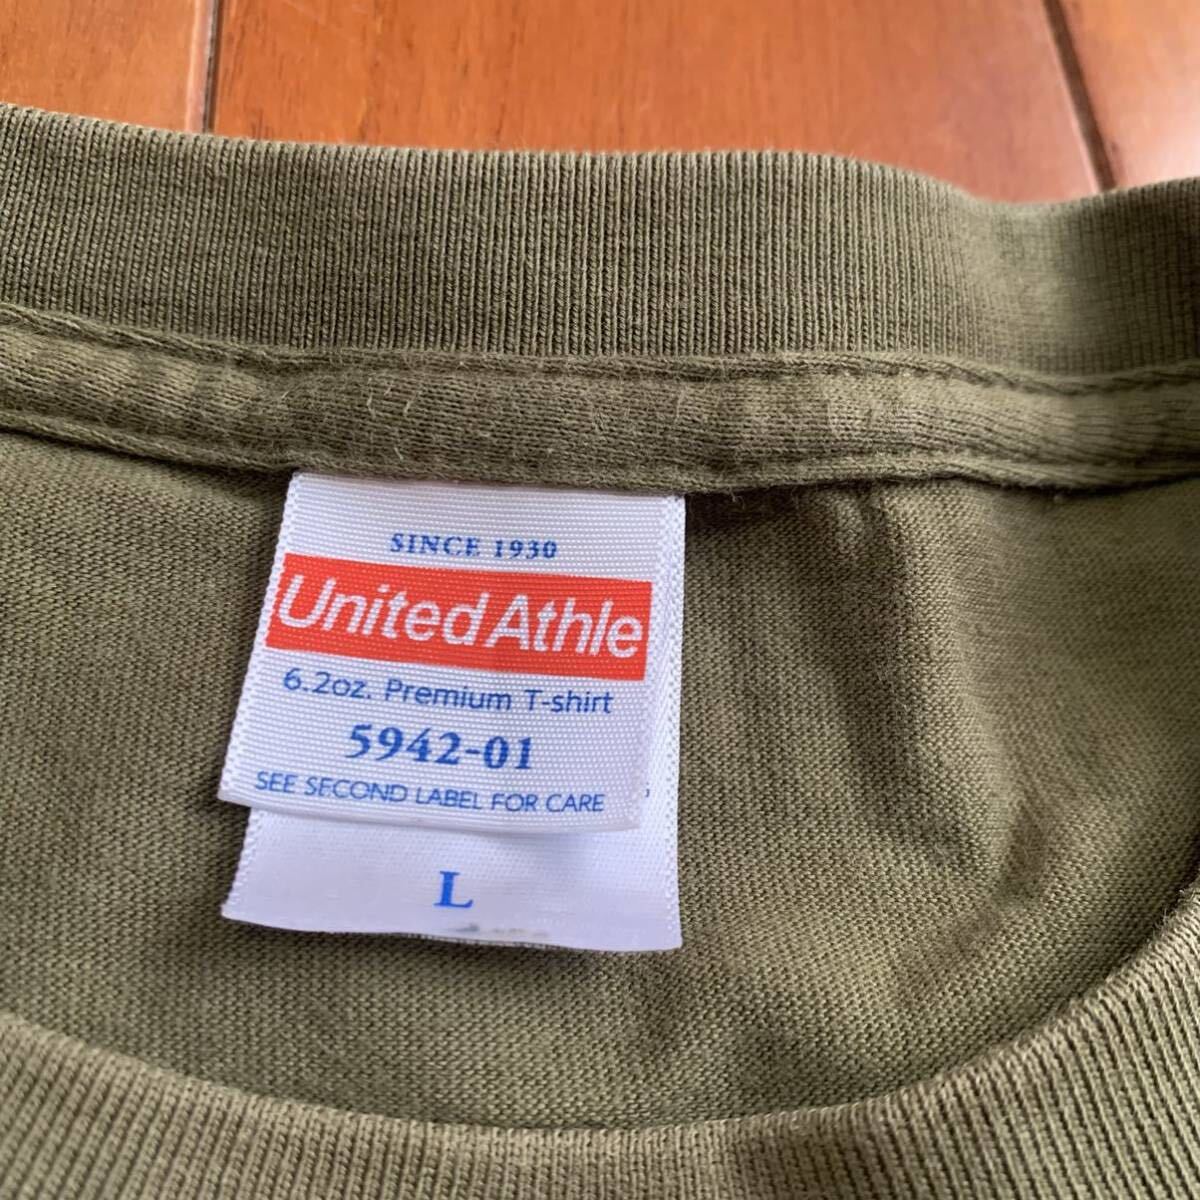 SINCE 1930
United Athle
6.2oz. Premium T-shirt
5942-01
SEE SECOND LABEL FOR CARE
L